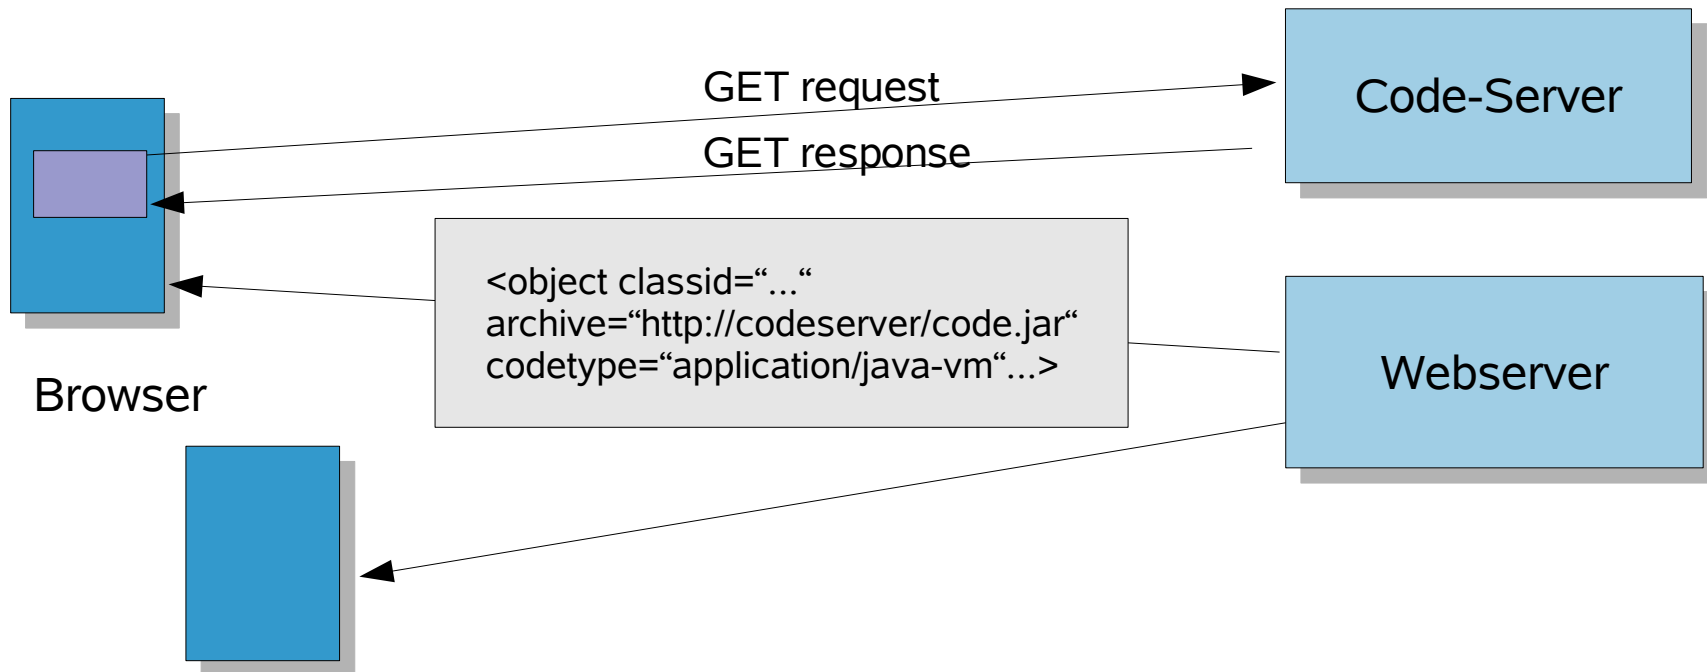 GET request
Code-Server
GET response
<object classid=“...“
archive=“http://codeserver/code.jar“
codetype=“application/java-vm“...>
Webserver
Browser